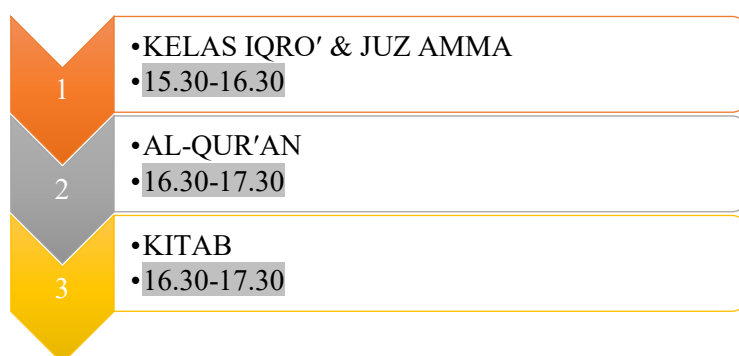 1
•KELAS IQRO′ & JUZ AMMA
•15.30-16.30
2
•AL-QUR′AN
•16.30-17.30
3
•KITAB
•16.30-17.30